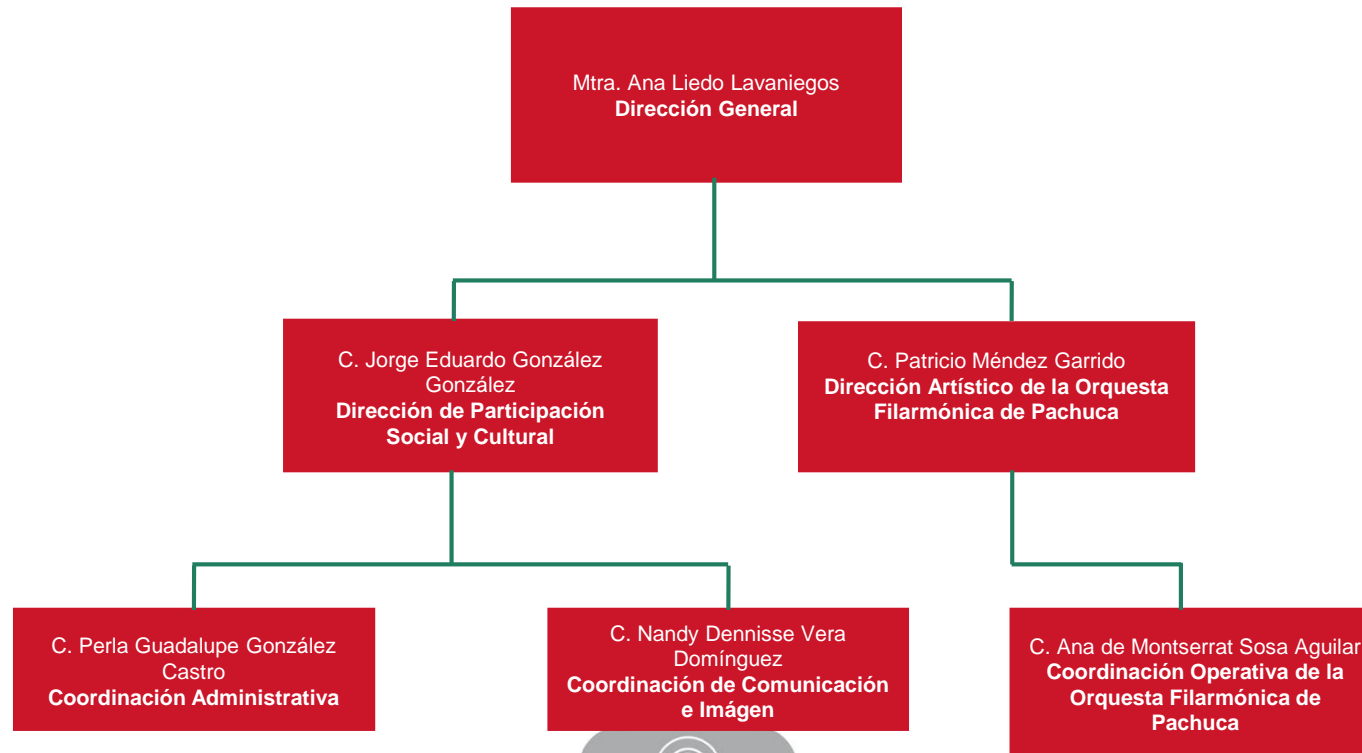 Mtra. Ana Liedo Lavaniegos
Dirección General
C. Jorge Eduardo González
González
Dirección de Participación
Social y Cultural
C. Patricio Méndez Garrido
Dirección Artístico de la Orquesta
Filarmónica de Pachuca
C. Perla Guadalupe González
Castro
Coordinación Administrativa
C. Nandy Dennisse Vera
Domínguez
Coordinación de Comunicación
e Imágen
C. Ana de Montserrat Sosa Aguilar
Coordinación Operativa de la
Orquesta Filarmónica de
Pachuca